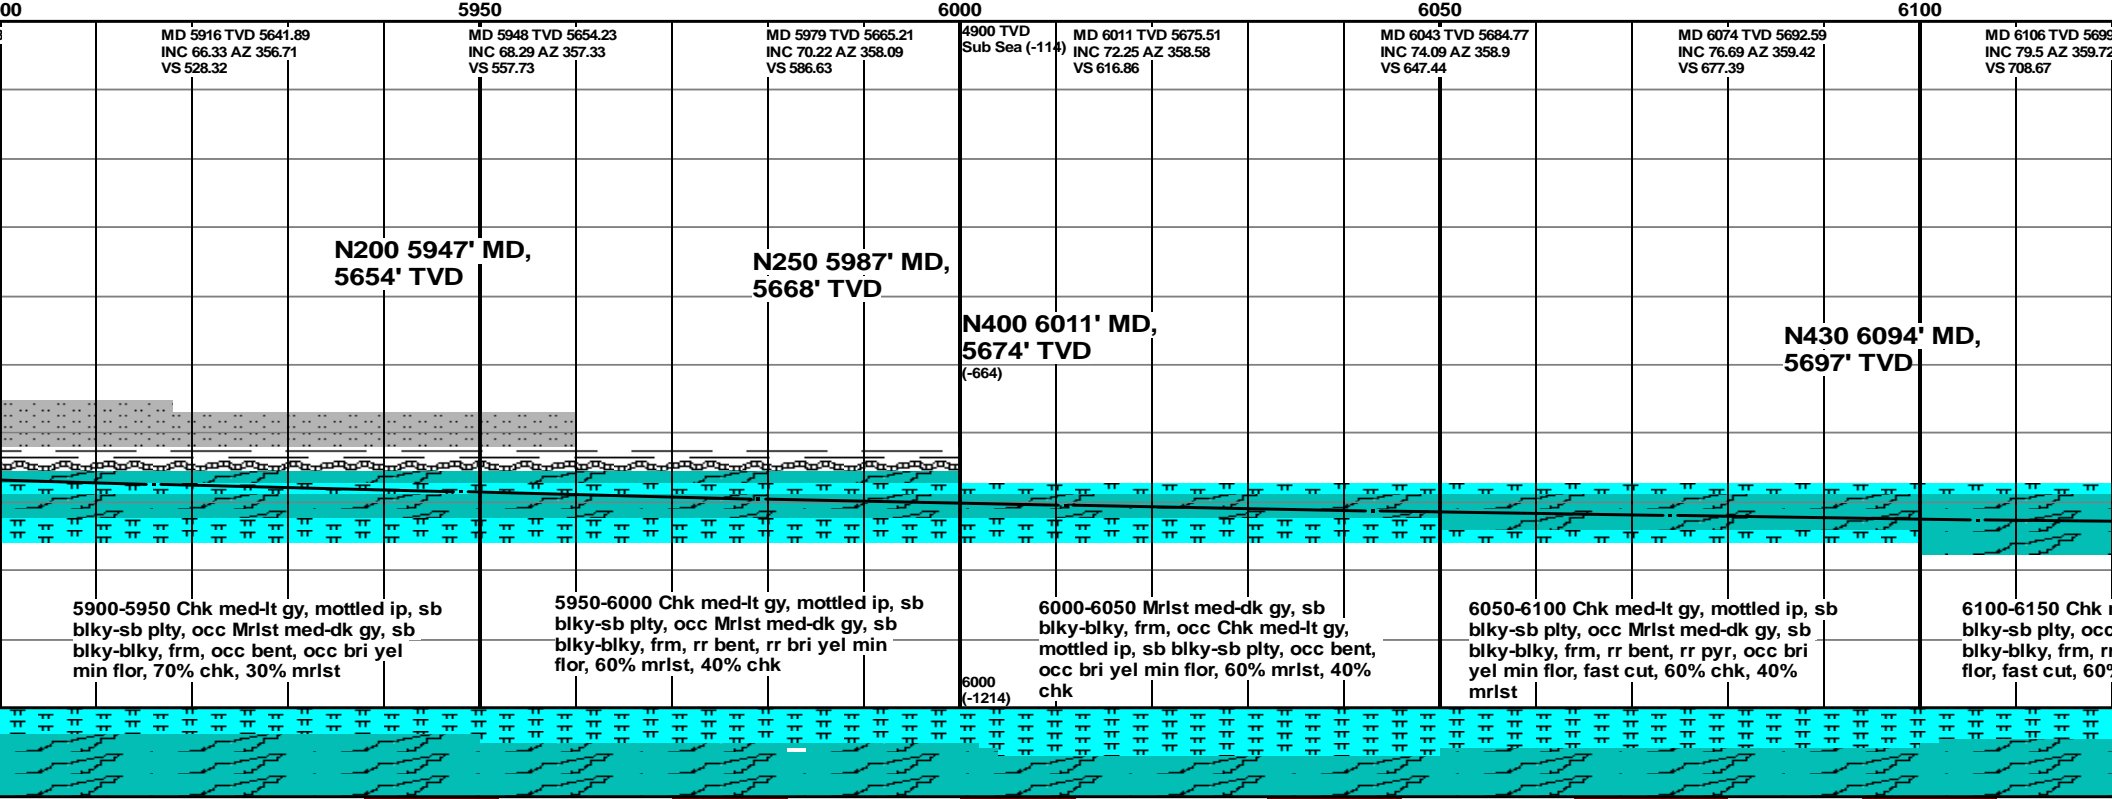 00
5950
6000
6050
6100
MD 5916 TVD 5641.89
INC 66.33 AZ 356.71
VS 528.32
MD 5948 TVD 5654.23
INC 68.29 AZ 357.33
VS 557.73
MD 5979 TVD 5665.21
INC 70.22 AZ 358.09
VS 586.63
4900 TVD
Sub Sea (-114)
MD 6011 TVD 5675.51
INC 72.25 AZ 358.58
VS 616.86
MD 6043 TVD 5684.77
INC 74.09 AZ 358.9
VS 647.44
MD 6074 TVD 5692.59
INC 76.69 AZ 359.42
VS 677.39
MD 6106 TVD 5699
INC 79.5 AZ 359.72
VS 708.67
N200 5947' MD,
5654' TVD
N250 5987' MD,
5668' TVD
N400 6011' MD,
5674' TVD
(-664)
N430 6094' MD,
5697' TVD
5900-5950 Chk med-lt gy, mottled ip, sb
blky-sb plty, occ Mrlst med-dk gy, sb
blky-blky, frm, occ bent, occ bri yel
min flor, 70% chk, 30% mrlst
5950-6000 Chk med-lt gy, mottled ip, sb
blky-sb plty, occ Mrlst med-dk gy, sb
blky-blky, frm, rr bent, rr bri yel min
flor, 60% mrlst, 40% chk
6000
(-1214)
6000-6050 Mrlst med-dk gy, sb
blky-blky, frm, occ Chk med-lt gy,
mottled ip, sb blky-sb plty, occ bent,
occ bri yel min flor, 60% mrlst, 40%
chk
6050-6100 Chk med-lt gy, mottled ip, sb
blky-sb plty, occ Mrlst med-dk gy, sb
blky-blky, frm, rr bent, rr pyr, occ bri
yel min flor, fast cut, 60% chk, 40%
mrlst
6100-6150 Chk
blky-sb plty, occ
blky-blky, frm,
flor, fast cut, 60%